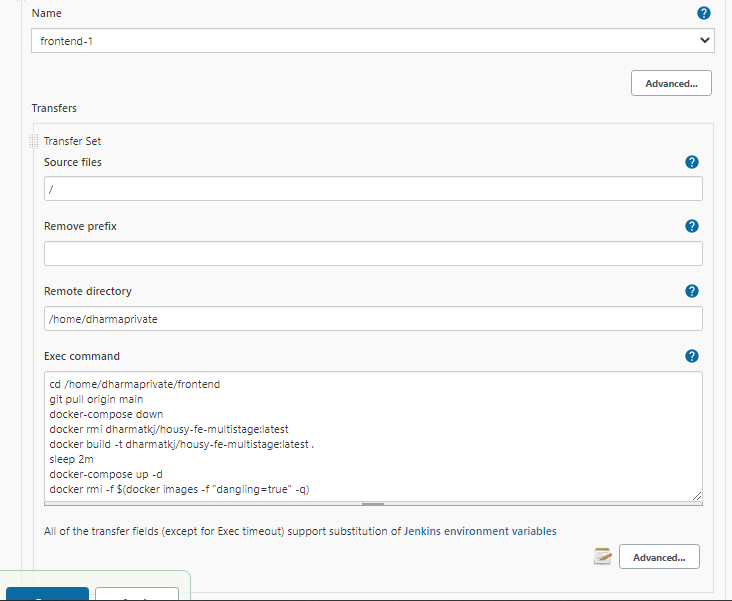 Name
frontend-1
Advanced...
Transfers
Transfer Set
Source files
/
Remove prefix
Remote directory
/home/dharmaprivate
Exec command
cd /home/dharmaprivate/frontend
git pull origin main
docker-compose down
docker rmi dharmatkj/housy-fe-multistage:latest
docker build -t dharmatkj/housy-fe-multistage:latest .
sleep 2m
docker-compose up -d
docker rmi -f $(docker images -f "dangling=true" -q)
All of the transfer fields (except for Exec timeout) support substitution of Jenkins environment variables
Advanced...